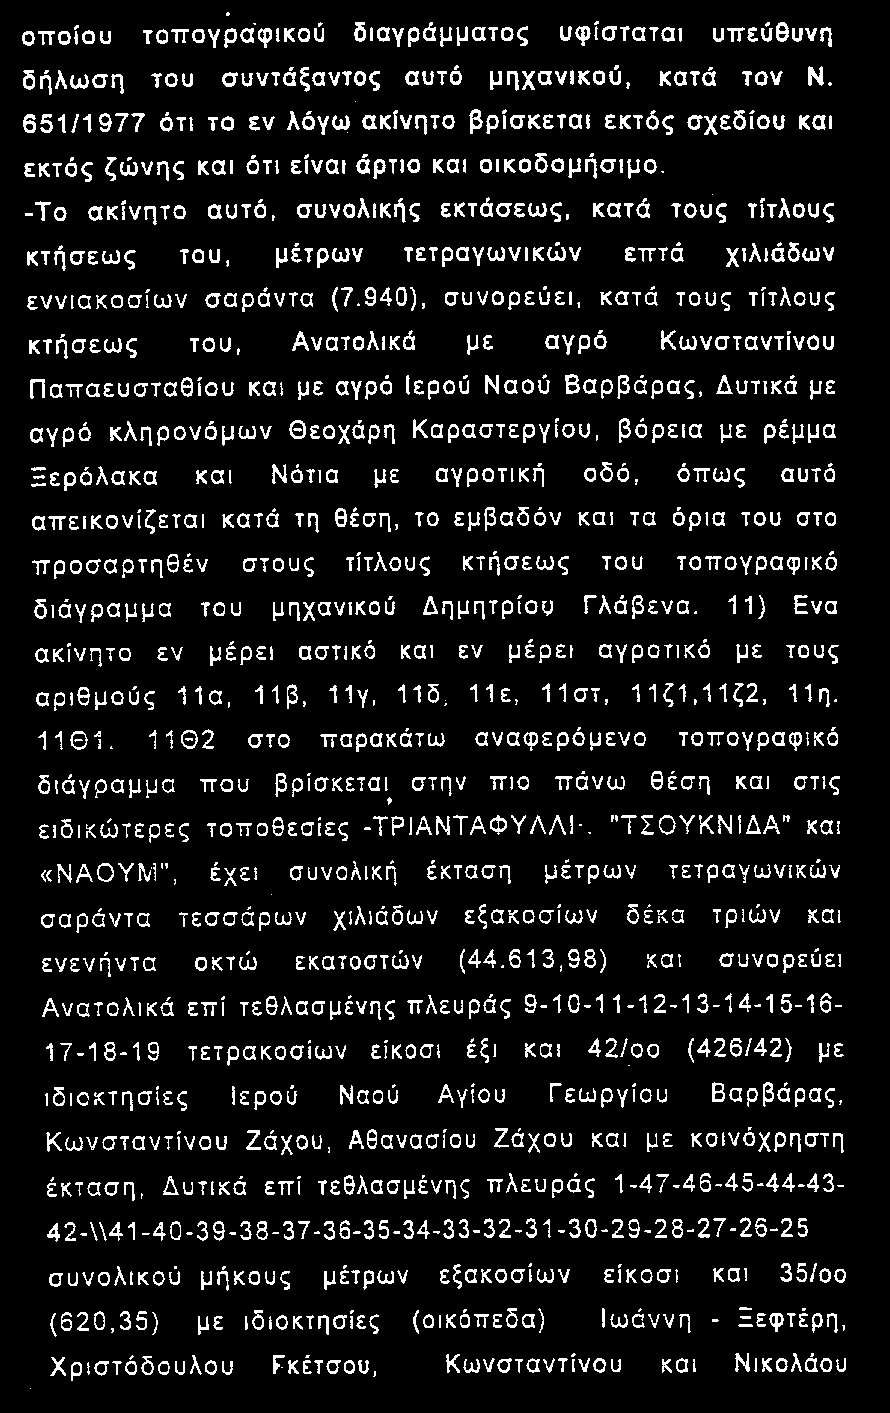 οποίου τοπογραφικού διαγράμματος υφίσταται υπεύθυνη
δήλωση του συντάξαντος αυτό μηχανικού, κατά τον Ν.
651/1977 ότι το εν λόγω ακίνητο βρίσκεται εκτός σχεδίου και
εκτός ζώνης και ότι είναι άρτιο και οικοδομήσιμο.
-Το ακίνητο αυτό, συνολικής εκτάσεως, κατά τους τίτλους
κτήσεως του, μέτρων τετραγωνικών επτά χιλιάδων
εννιακοσίων σαράντα (7.940), συνορεύει, κατά τους τίτλους
κτήσεως του, Ανατολικά με αγρό Κωνσταντίνου
Παπαευσταθίου και με αγρό Ιερού Ναού Βαρβάρας, Δυτικά με
αγρό κληρονόμων Θεοχάρη Καραστεργίου, βόρεια με ρέμμα
Ξερόλακα και Νότια με αγροτική οδό, όπως αυτό
απεικονίζεται κατά τη θέση, το εμβαδόν και τα όρια του στο
προσαρτηθέν στους τίτλους κτήσεως του τοπογραφικό
διάγραμμα του μηχανικού Δημητρίου Γλάβενα. 11) Ενα
ακίνητο εν μέρει αστικό και εν μέρει αγροτικό με τους
αριθμούς 11α, 11β, 11γ, 11δ, 11ε, 11στ, 11ζ1,11ζ2, 11η.
11Θ1. 11Θ2 στο παρακάτω αναφερόμενο τοπογραφικό
διάγραμμα που βρίσκεται στην πιο πάνω θέση και στις
ειδικώτερες τοποθεσίες -ΤΡΙΑΝΤΑΦΥΛΛΙ-. "ΤΣΟΥΚΝΙΔΑ" και
«ΝΑΟΥΜ", έχει συνολική έκταση μέτρων τετραγωνικών
σαράντα τεσσάρων χιλιάδων εξακοσίων δέκα τριών και
ενενήντα οκτώ εκατοστών (44.613,98) και συνορεύει
Ανατολικά επί τεθλασμένης πλευράς 9-10-11-12-13-14-15-16-
17-18-19 τετρακοσίων είκοσι έξι και 42/οο (426/42) με
ιδιοκτησίες Ιερού Ναού Αγίου Γεωργίου Βαρβάρας,
Κωνσταντίνου Ζάχου, Αθανασίου Ζάχου και με κοινόχρηστη
έκταση, Δυτικά επί τεθλασμένης πλευράς 1-47-46-45-44-43-
42-\\41-40-39-38-37-36-35-34-33-32-31-30-29-28-27-26-25
συνολικού μήκους μέτρων εξακοσίων είκοσι και 35/οο
(620,35) με ιδιοκτησίες (οικόπεδα) Ιωάννη - Ξεφτέρη,
Χριστόδουλου Γκέτσου, Κωνσταντίνου και Νικολάου